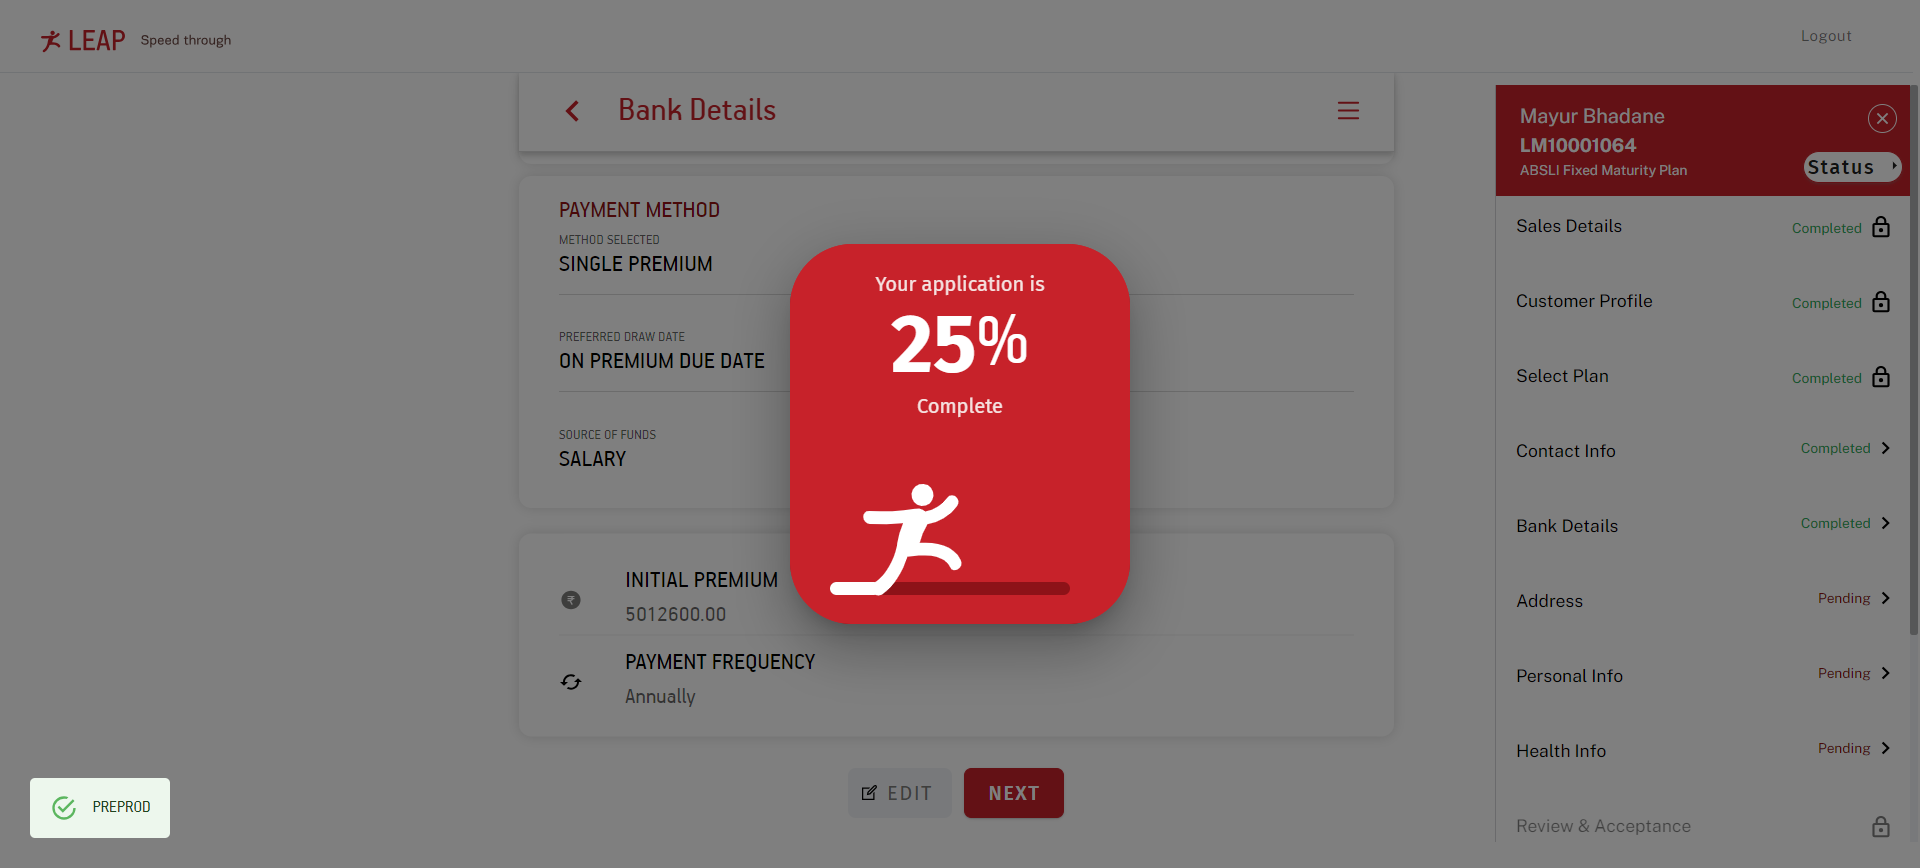 LEAP Speed through
Logout
Bank Details
PAYMENT METHOD
METHOD SELECTED
SINGLE PREMIUM
PREFERRED DRAW DATE
ON PREMIUM DUE DATE
SOURCE OF FUNDS
SALARY
INITIAL PREMIUM
5012600.00
PAYMENT FREQUENCY
Annually
EDIT NEXT
Your application is
25%
Complete
Mayur Bhadane
LM10001064
ABSLI Fixed Maturity Plan
Status
Sales Details Completed
Customer Profile Completed
Select Plan Completed
Contact Info Completed
Bank Details Completed
Address Pending
Personal Info Pending
Health Info Pending
Review & Acceptance
PREPROD